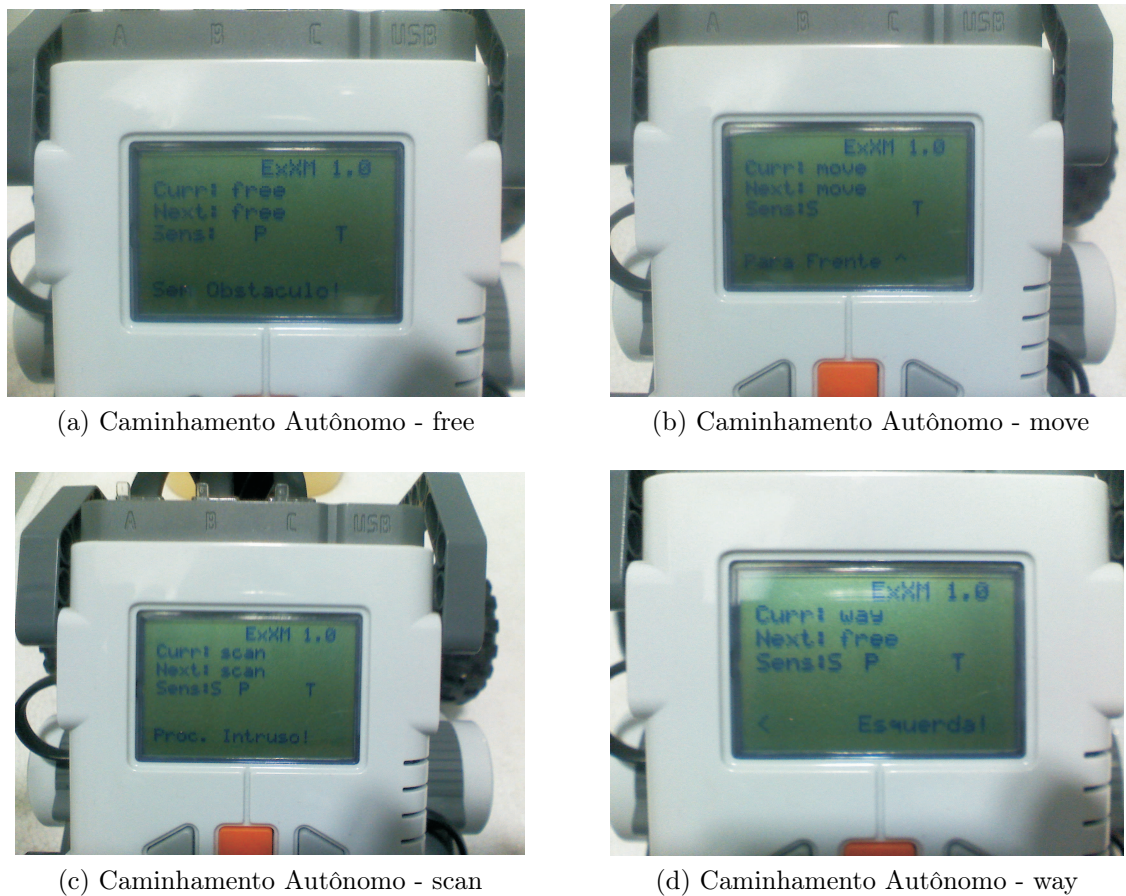 A B C USB
ExXM 1.0
Curr: free
Next: free
Sens: P T
Sem Obstaculo!
(a) Caminhamento Autônomo - free
A B C USB
ExXM 1.0
Curr: move
Next: move
Sens:S T
Para Frente ^
(b) Caminhamento Autônomo - move
A B C USB
ExXM 1.0
Curr: scan
Next: scan
Sens:S P T
Proc. Intruso!
(c) Caminhamento Autônomo - scan
ExXM 1.0
Curr: way
Next: free
Sens:S P T
< Esquerda!
(d) Caminhamento Autônomo - way